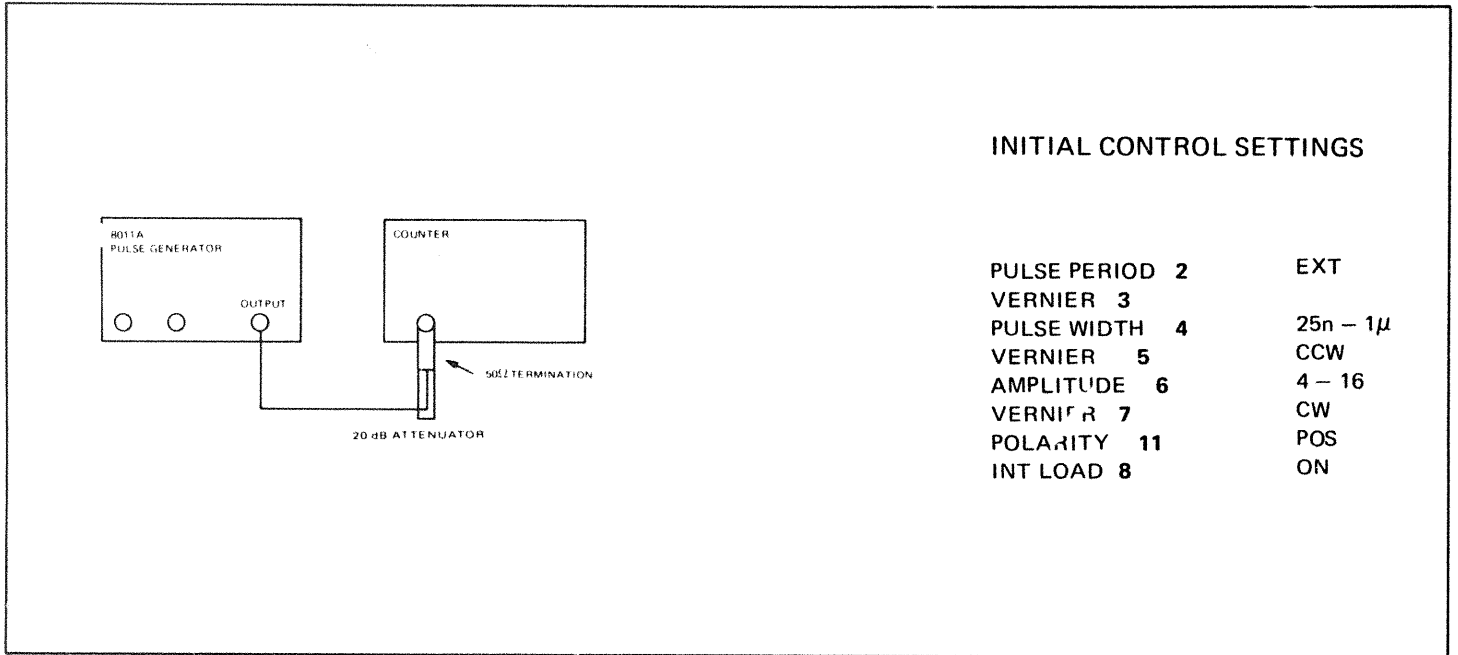 INITIAL CONTROL SETTINGS
8011A
PULSE GENERATOR
OUTPUT
COUNTER
50Ω TERMINATION
20 dB ATTENUATOR
PULSE PERIOD 2 EXT
VERNIER 3
PULSE WIDTH 4 25n – 1μ
VERNIER 5 CCW
AMPLITUDE 6 4 – 16
VERNIER 7 CW
POLARITY 11 POS
INT LOAD 8 ON